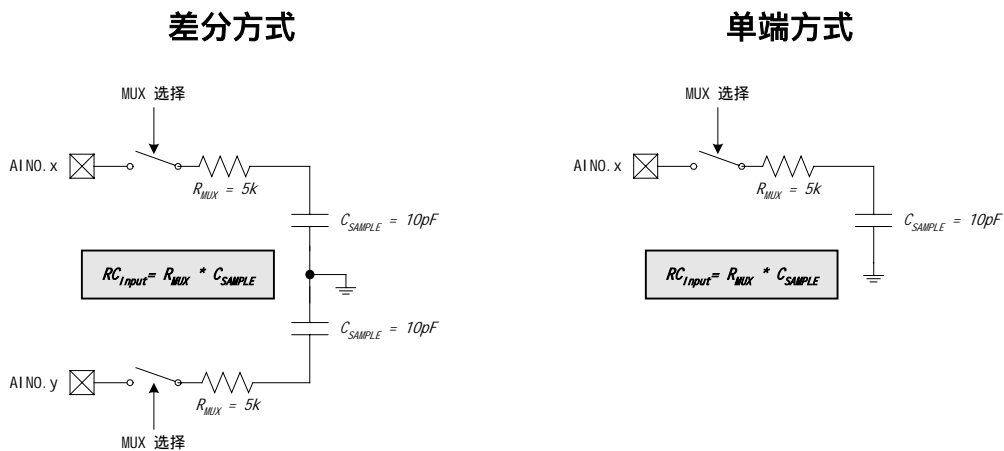 差分方式
MUX 选择
AIN0.x
R_MUX = 5k
C_SAMPLE = 10pF
RC_Input= R_MUX * C_SAMPLE
C_SAMPLE = 10pF
AIN0.y
R_MUX = 5k
MUX 选择
单端方式
MUX 选择
AIN0.x
R_MUX = 5k
C_SAMPLE = 10pF
RC_Input= R_MUX * C_SAMPLE